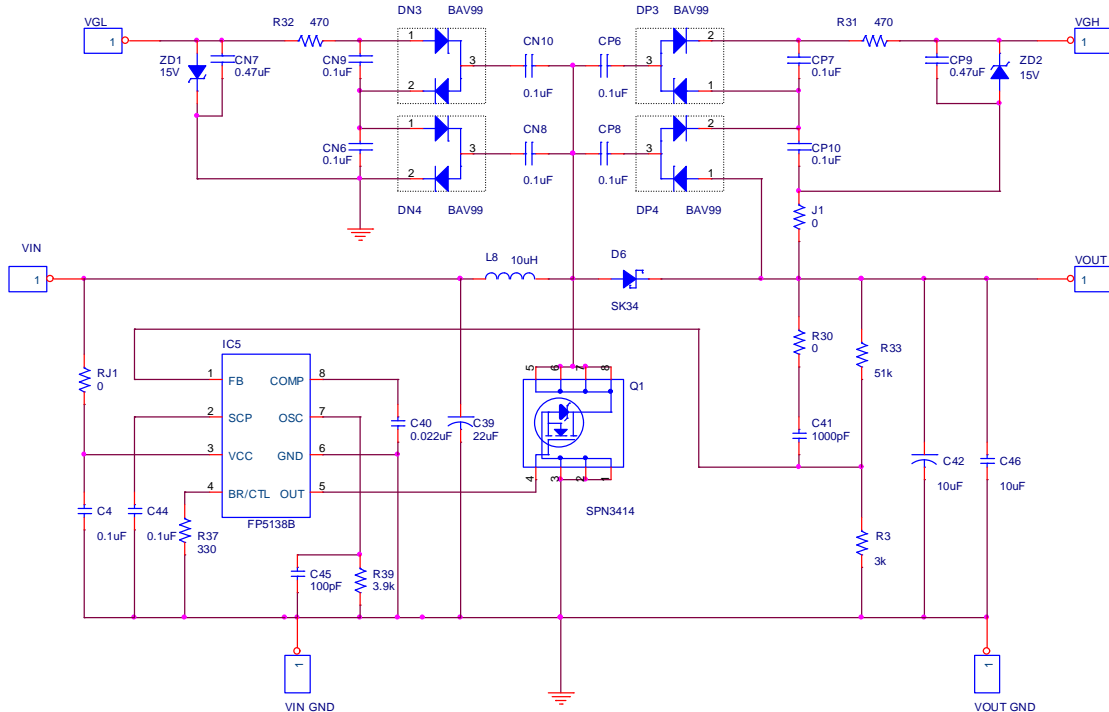 VGL
1
R32 470
DN3 BAV99
DP3 BAV99
R31 470
VGH
1
ZD1
15V
CN7
0.47uF
CN9
0.1uF
1
2
3
CN10
0.1uF
CP6
0.1uF
3
2
1
CP7
0.1uF
CP9
0.47uF
ZD2
15V
CN6
0.1uF
1
2
3
CN8
0.1uF
CP8
0.1uF
3
2
1
CP10
0.1uF
DN4 BAV99
DP4 BAV99
J1
0
VIN
1
L8 10uH
D6
SK34
VOUT
1
RJ1
0
IC5
1 FB COMP 8
2 SCP OSC 7
3 VCC GND 6
4 BR/CTL OUT 5
FP5138B
C40
0.022uF
C39
22uF
5 6 7 8
Q1
4 3 2 1
SPN3414
R30
0
R33
51k
C41
1000pF
C42
10uF
C46
10uF
C4
0.1uF
C44
0.1uF
R37
330
C45
100pF
R39
3.9k
R3
3k
1
VIN GND
1
VOUT GND